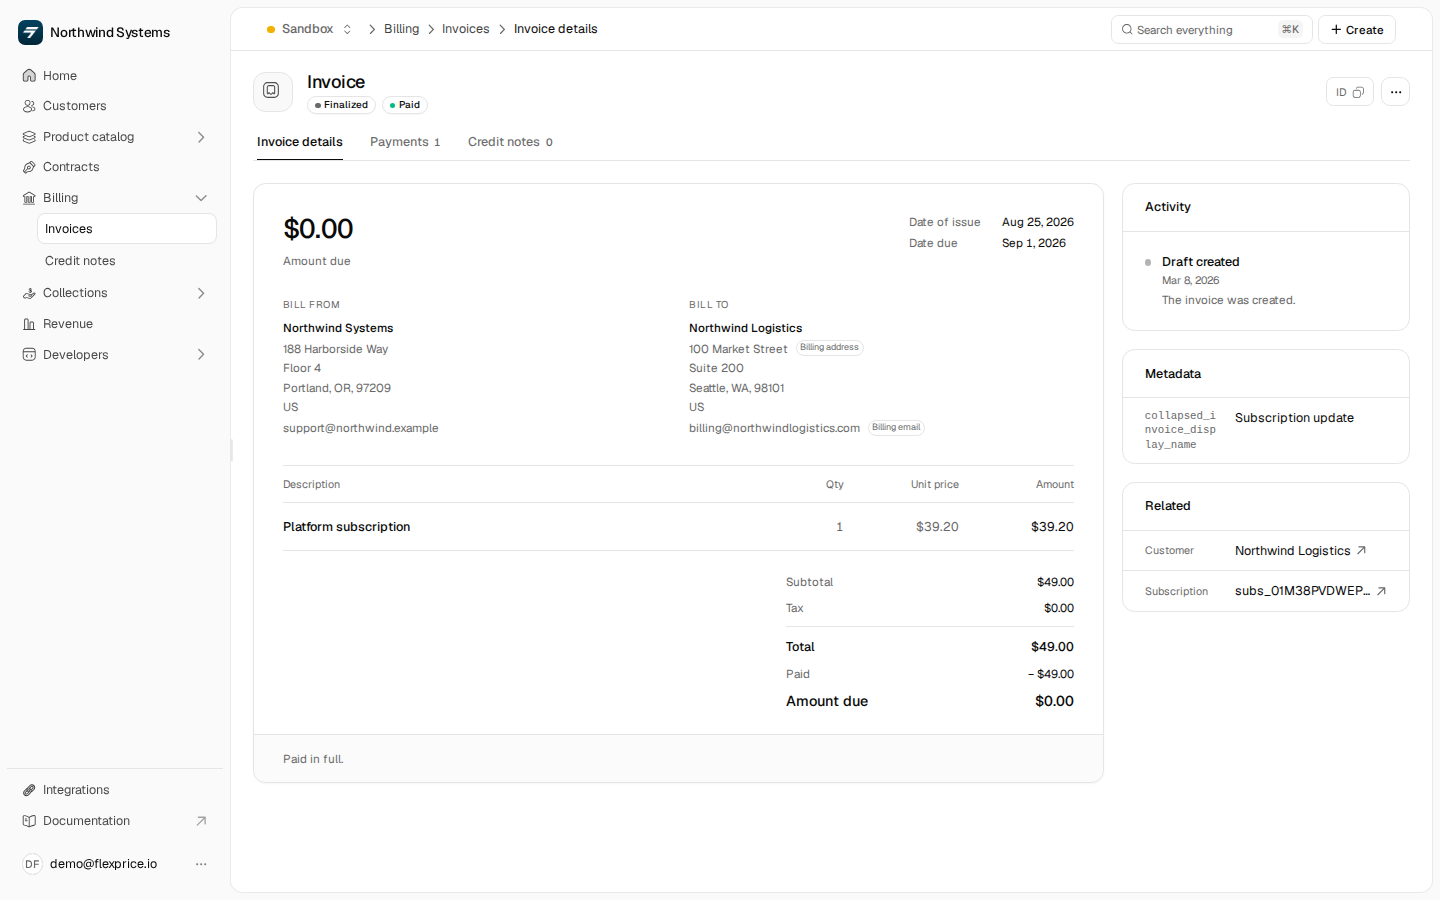 Northwind Systems
Home
Customers
Product catalog
Contracts
Billing
Invoices
Credit notes
Collections
Revenue
Developers
Integrations
Documentation
DF demo@flexprice.io
Sandbox Billing Invoices Invoice details
Search everything ⌘K
Create
Invoice
Finalized Paid
ID
Invoice details Payments 1 Credit notes 0
$0.00
Amount due
Date of issue Aug 25, 2026
Date due Sep 1, 2026
BILL FROM
Northwind Systems
188 Harborside Way
Floor 4
Portland, OR, 97209
US
support@northwind.example
BILL TO
Northwind Logistics
100 Market Street Billing address
Suite 200
Seattle, WA, 98101
US
billing@northwindlogistics.com Billing email
Description Qty Unit price Amount
Platform subscription 1 $39.20 $39.20
Subtotal $49.00
Tax $0.00
Total $49.00
Paid − $49.00
Amount due $0.00
Paid in full.
Activity
Draft created
Mar 8, 2026
The invoice was created.
Metadata
collapsed_i
nvoice_disp
lay_name
Subscription update
Related
Customer Northwind Logistics
Subscription subs_01M38PVDWEP...